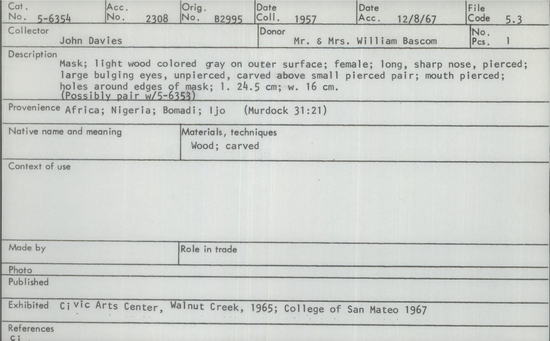 Cat. No. 5-6354 Acc. No. 2308 Orig. No. B2995 Date Coll. 1957 Date Acc. 12/8/67 File Code 5.3
Collector John Davies Donor Mr. & Mrs. William Bascom No. Pcs. 1
Description
Mask; light wood colored gray on outer surface; female; long, sharp nose, pierced;
large bulging eyes, unpierced, carved above small pierced pair; mouth pierced;
holes around edges of mask; l. 24.5 cm; w. 16 cm.
(Possibly pair w/5-6353)
Provenience Africa; Nigeria; Bomadi; Ijo (Murdock 31:21)
Native name and meaning Materials, techniques
Wood; carved
Context of use
Made by Role in trade
Photo
Published
Exhibited Civic Arts Center, Walnut Creek, 1965; College of San Mateo 1967
References
ci